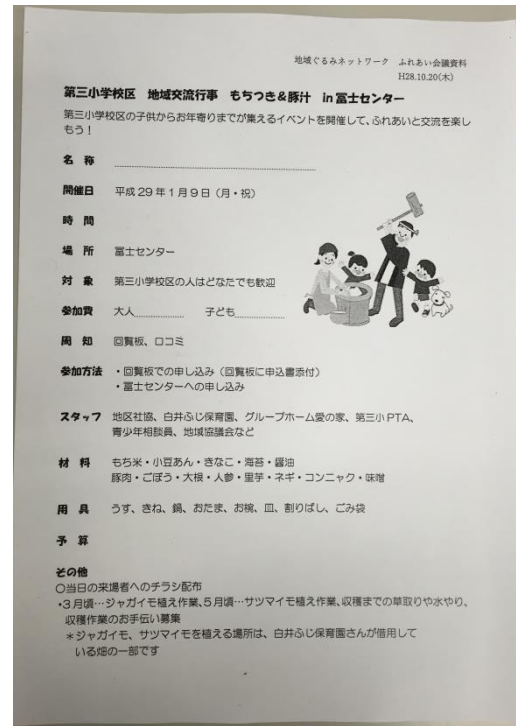 地域ぐるみネットワーク　ふれあい会議資料
H28.10.20(木)
第三小学校区　地域交流行事　もちつき＆豚汁　in 冨士センター
第三小学校区の子供からお年寄りまでが集えるイベントを開催して、ふれあいと交流を楽し
もう！
名　称
開催日　平成 29 年 1 月 9 日（月・祝）
時　間
場　所　冨士センター
対　象　第三小学校区の人はどなたでも歓迎
参加費　大人　　　子ども
周　知　回覧板、口コミ
参加方法　・回覧板での申し込み（回覧板に申込書添付）
・冨士センターへの申し込み
スタッフ　地区社協、白井ふじ保育園、グループホーム愛の家、第三小 PTA、
青少年相談員、地域協議会など
材　料　もち米・小豆あん・きなこ・海苔・醤油
豚肉・ごぼう・大根・人参・里芋・ネギ・コンニャク・味噌
用　具　うす、きね、鍋、おたま、お椀、皿、割りばし、ごみ袋
予　算
その他
〇当日の来場者へのチラシ配布
・3 月頃…ジャガイモ植え作業、5 月頃…サツマイモ植え作業、収穫までの草取りや水やり、
収穫作業のお手伝い募集
＊ジャガイモ、サツマイモを植える場所は、白井ふじ保育園さんが借用して
いる畑の一部です